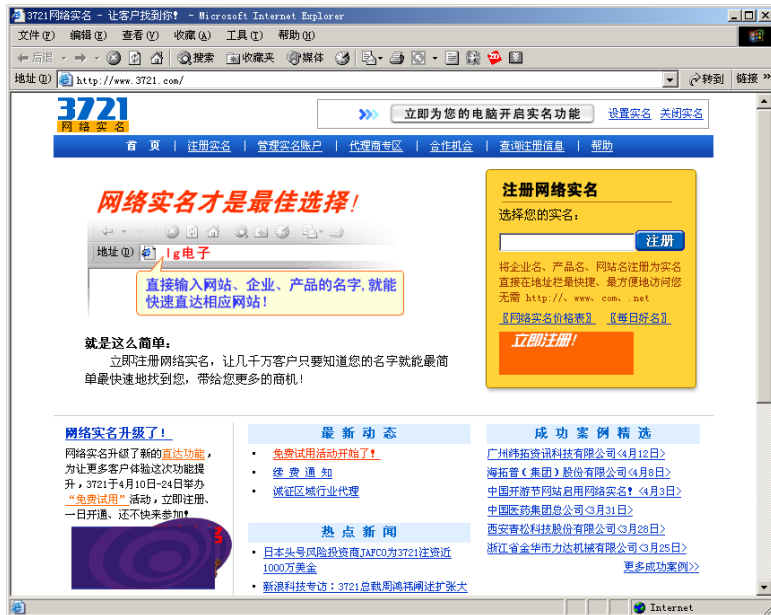 3721网络实名 - 让客户找到你! - Microsoft Internet Explorer
文件(F) 编辑(E) 查看(V) 收藏(A) 工具(T) 帮助(H)
后退 搜索 收藏夹 媒体
地址(D) http://www.3721.com/ 转到 链接 »
3721
网络实名
立即为您的电脑开启实名功能 设置实名 关闭实名
首 页 | 注册实名 | 管理实名账户 | 代理商专区 | 合作机会 | 查询注册信息 | 帮助
网络实名才是最佳选择!
地址(D) lg电子
直接输入网站、企业、产品的名字,就能
快速直达相应网站!
就是这么简单:
立即注册网络实名,让几千万客户只要知道您的名字就能最简
单最快速地找到您,带给您更多的商机!
注册网络实名
选择您的实名:
注册
将企业名、产品名、网站名注册为实名
直接在地址栏最快捷、最方便地访问您
无需 http://、www、com、.net
〖网络实名价格表〗 〖每日好名〗
立即注册!
网络实名升级了!
网络实名升级了新的直达功能,
为让更多客户体验这次功能提
升,3721于4月10日-24日举办
“免费试用”活动,立即注册、
一日开通、还不快来参加!
最 新 动 态
· 免费试用活动开始了!
· 续 费 通 知
· 诚征区域行业代理
热 点 新 闻
· 日本头号风险投资商JAFCO为3721注资近
1000万美金
· 新浪科技专访:3721总裁周鸿祎阐述扩张大
成 功 案 例 精 选
广州纬拓资讯科技有限公司<4月12日>
海拓普(集团)股份有限公司<4月8日>
中国开游节网站启用网络实名! <4月3日>
中国医药集团总公司<3月31日>
西安青松科技股份有限公司<3月28日>
浙江省金华市力达机械有限公司<3月25日>
更多成功案例>>
Internet